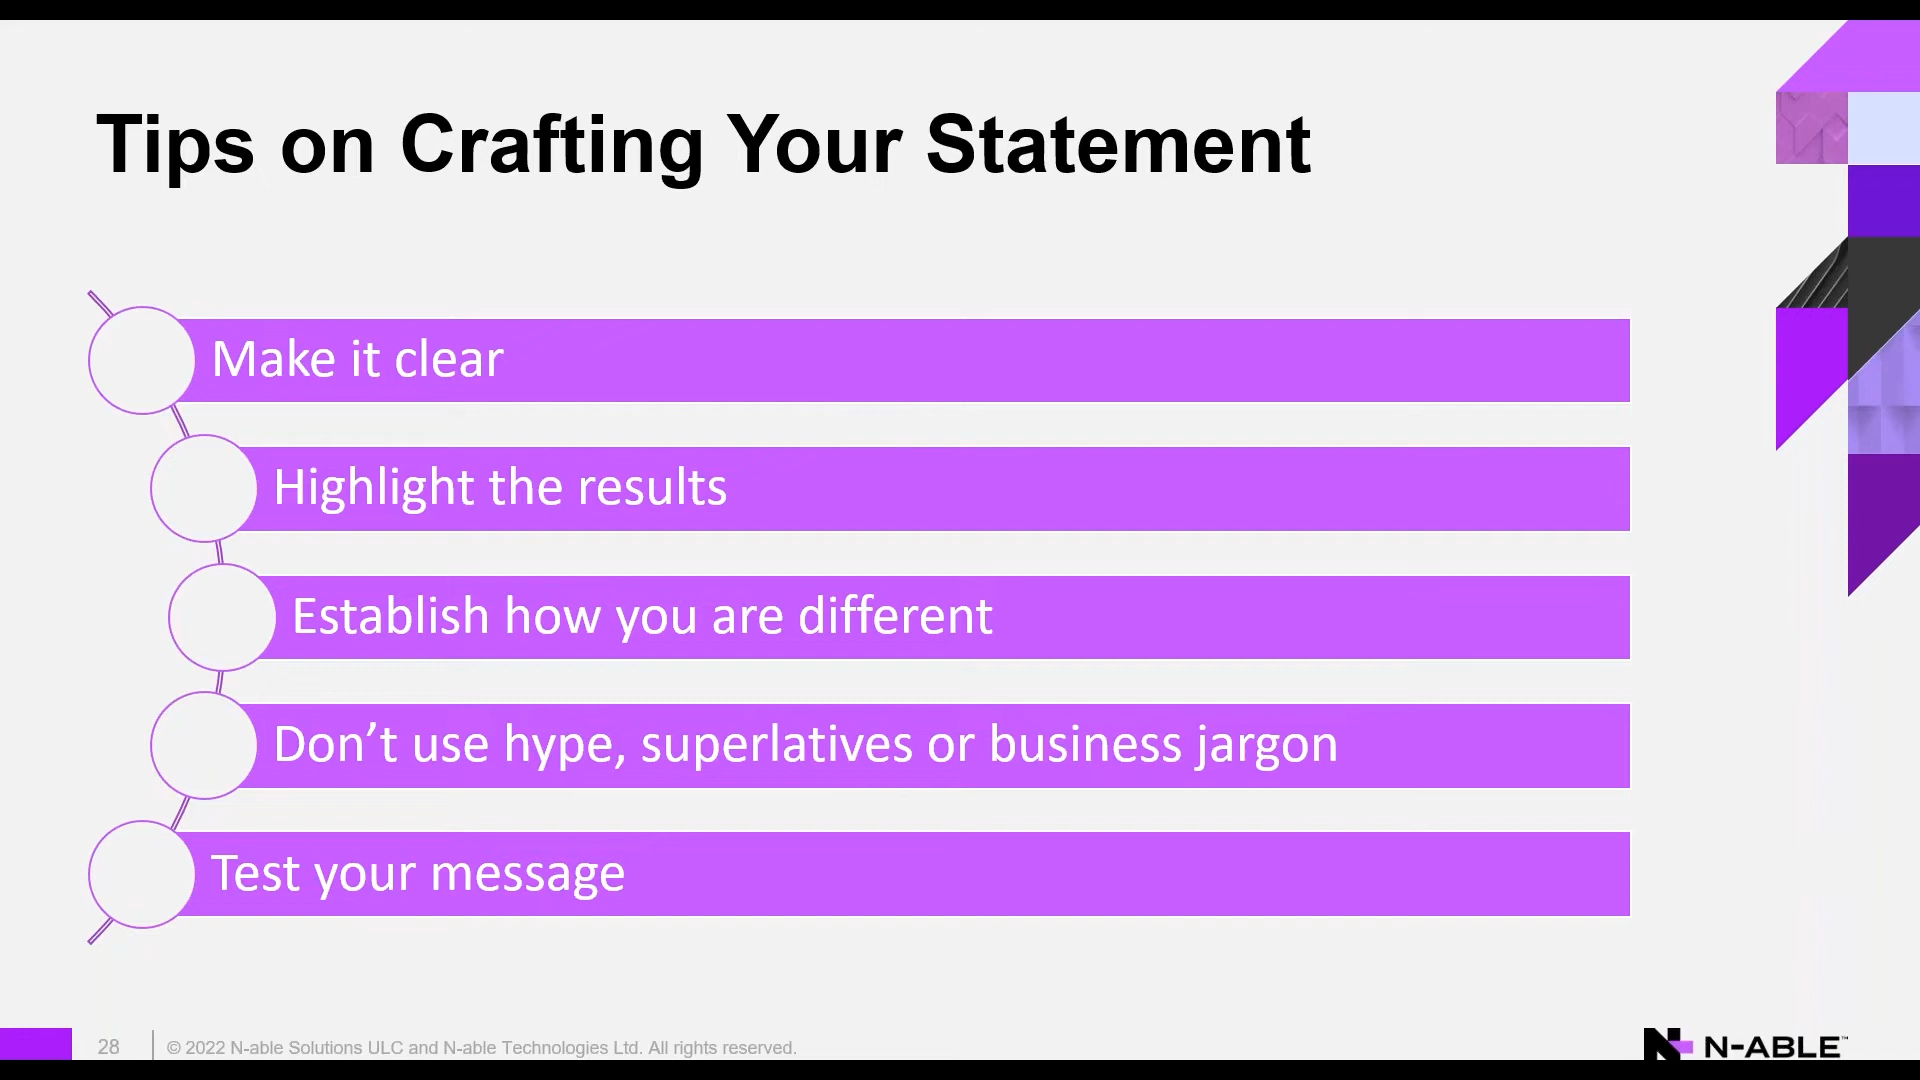 Tips on Crafting Your Statement
Make it clear
Highlight the results
Establish how you are different
Don’t use hype, superlatives or business jargon
Test your message
28
© 2022 N-able Solutions ULC and N-able Technologies Ltd. All rights reserved.
N-ABLE™